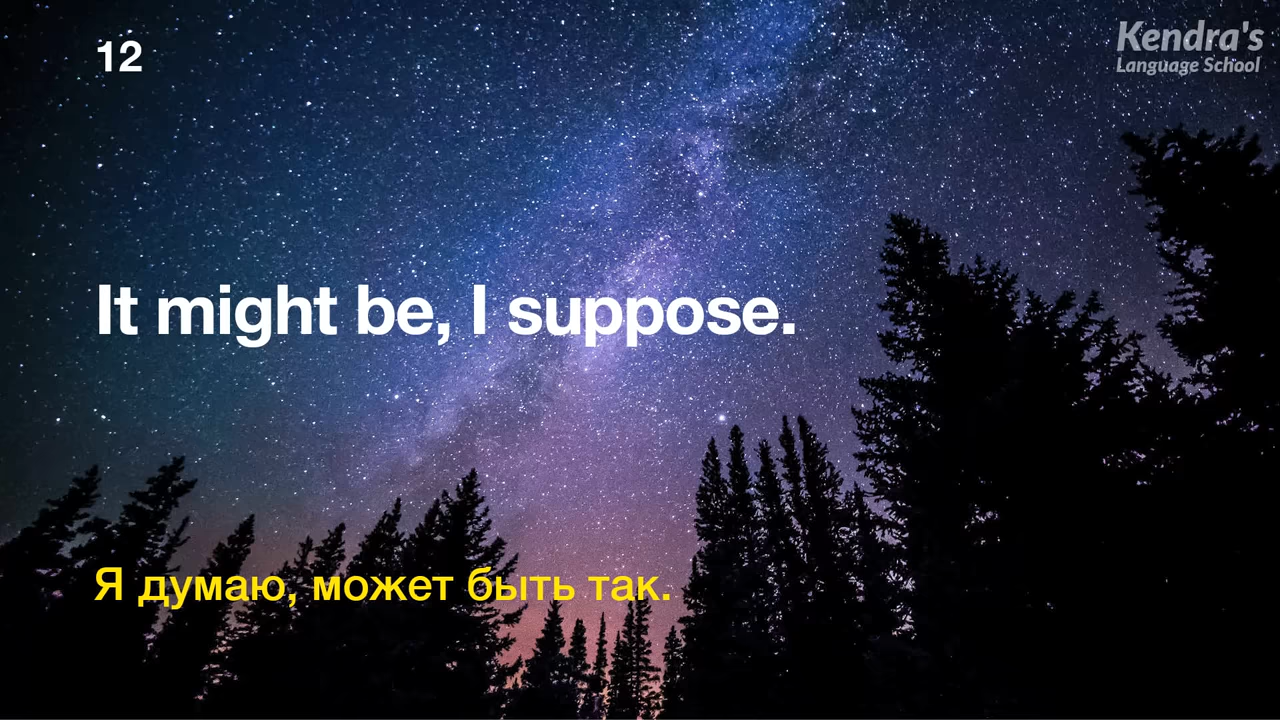 12
Kendra's
Language School
It might be, I suppose.
Я думаю, может быть так.